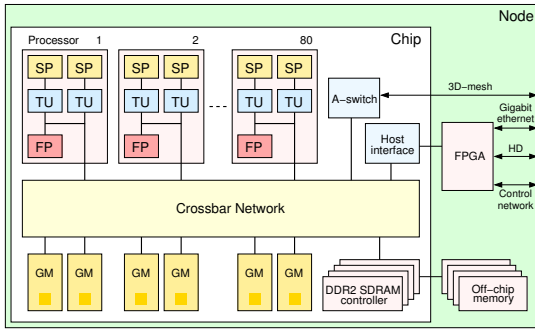 Node
Chip
Processor 1 2 80
SP SP SP SP SP SP
TU TU TU TU TU TU
FP FP FP
A-switch
3D-mesh
Gigabit
ethernet
Host
interface
FPGA
HD
Control
network
Crossbar Network
GM GM GM GM GM GM
DDR2 SDRAM
controller
Off-chip
memory